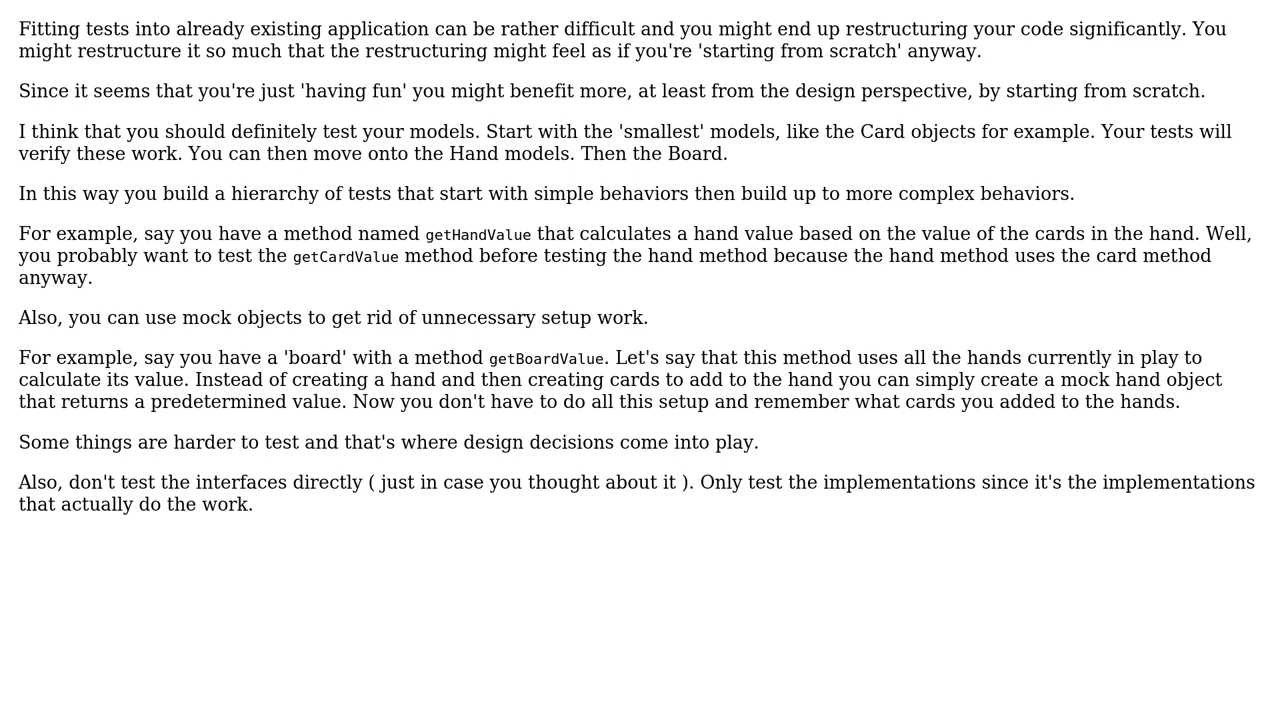 Fitting tests into already existing application can be rather difficult and you might end up restructuring your code significantly. You
might restructure it so much that the restructuring might feel as if you're 'starting from scratch' anyway.
Since it seems that you're just 'having fun' you might benefit more, at least from the design perspective, by starting from scratch.
I think that you should definitely test your models. Start with the 'smallest' models, like the Card objects for example. Your tests will
verify these work. You can then move onto the Hand models. Then the Board.
In this way you build a hierarchy of tests that start with simple behaviors then build up to more complex behaviors.
For example, say you have a method named getHandValue that calculates a hand value based on the value of the cards in the hand. Well,
you probably want to test the getCardValue method before testing the hand method because the hand method uses the card method
anyway.
Also, you can use mock objects to get rid of unnecessary setup work.
For example, say you have a 'board' with a method getBoardValue. Let's say that this method uses all the hands currently in play to
calculate its value. Instead of creating a hand and then creating cards to add to the hand you can simply create a mock hand object
that returns a predetermined value. Now you don't have to do all this setup and remember what cards you added to the hands.
Some things are harder to test and that's where design decisions come into play.
Also, don't test the interfaces directly ( just in case you thought about it ). Only test the implementations since it's the implementations
that actually do the work.